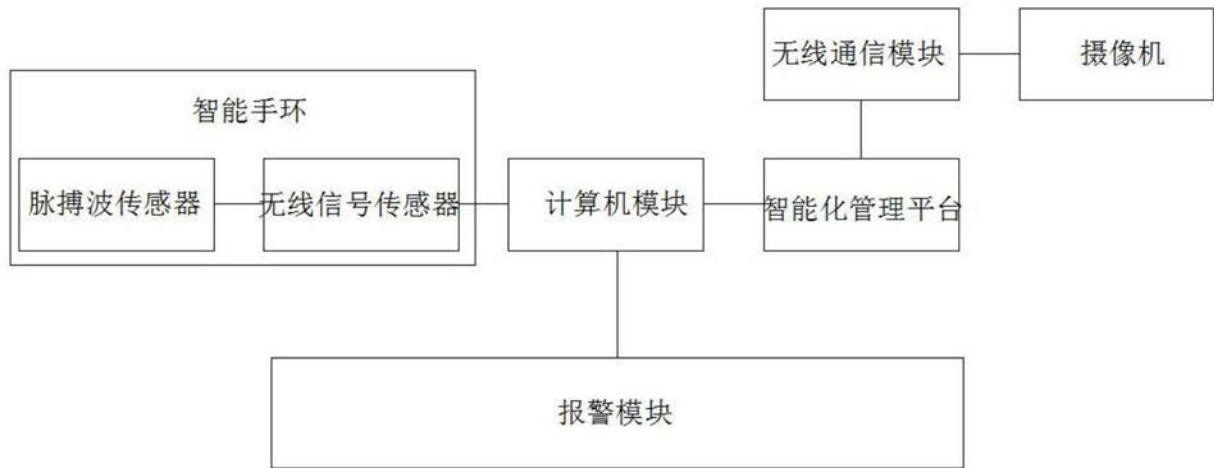 无线通信模块
摄像机
智能手环
脉搏波传感器
无线信号传感器
计算机模块
智能化管理平台
报警模块